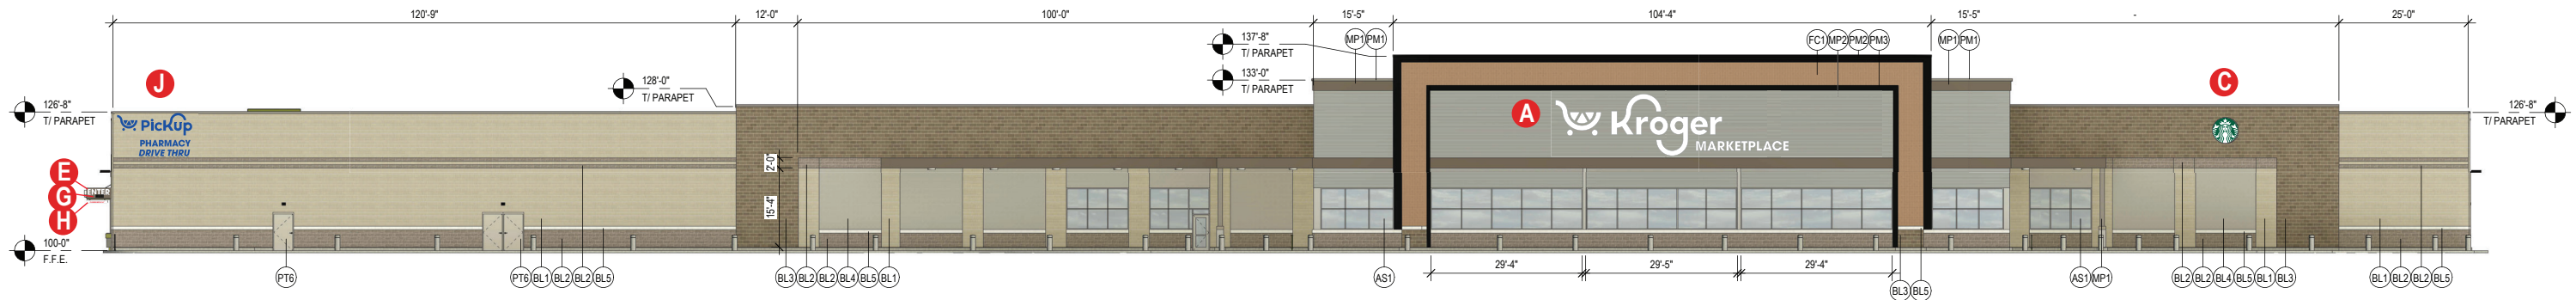 120'-9"
12'-0"
100'-0"
15'-5"
104'-4"
15'-5"
-
25'-0"
137'-8"
T/ PARAPET
MP1 PM1
FC1 MP2 PM2 PM3
MP1 PM1
133'-0"
T/ PARAPET
128'-0"
T/ PARAPET
J
C
A
126'-8"
T/ PARAPET
126'-8"
T/ PARAPET
PicKup
PHARMACY
DRIVE THRU
Kroger
MARKETPLACE
2'-0"
15'-4"
E
G
H
ENTER
100'-0"
F.F.E.
29'-4"
29'-5"
29'-4"
PT6
PT6 BL1 BL2 BL2 BL5
BL3 BL2 BL2 BL4 BL5 BL1
AS1
BL3 BL5
AS1 MP1
BL2 BL2 BL4 BL5 BL1 BL3
BL1 BL2 BL2 BL5